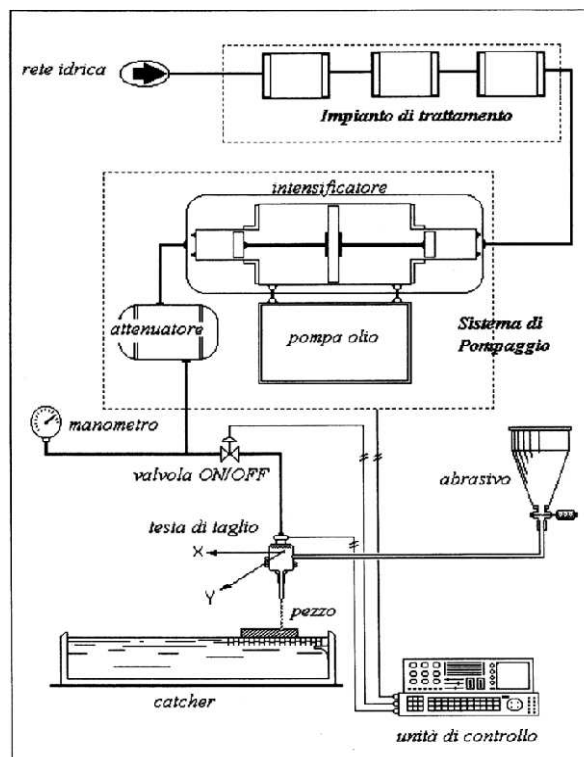 rete idrica
Impianto di trattamento
intensificatore
attenuatore
pompa olio
Sistema di
Pompaggio
manometro
valvola ON/OFF
abrasivo
testa di taglio
X
Y
pezzo
catcher
unità di controllo